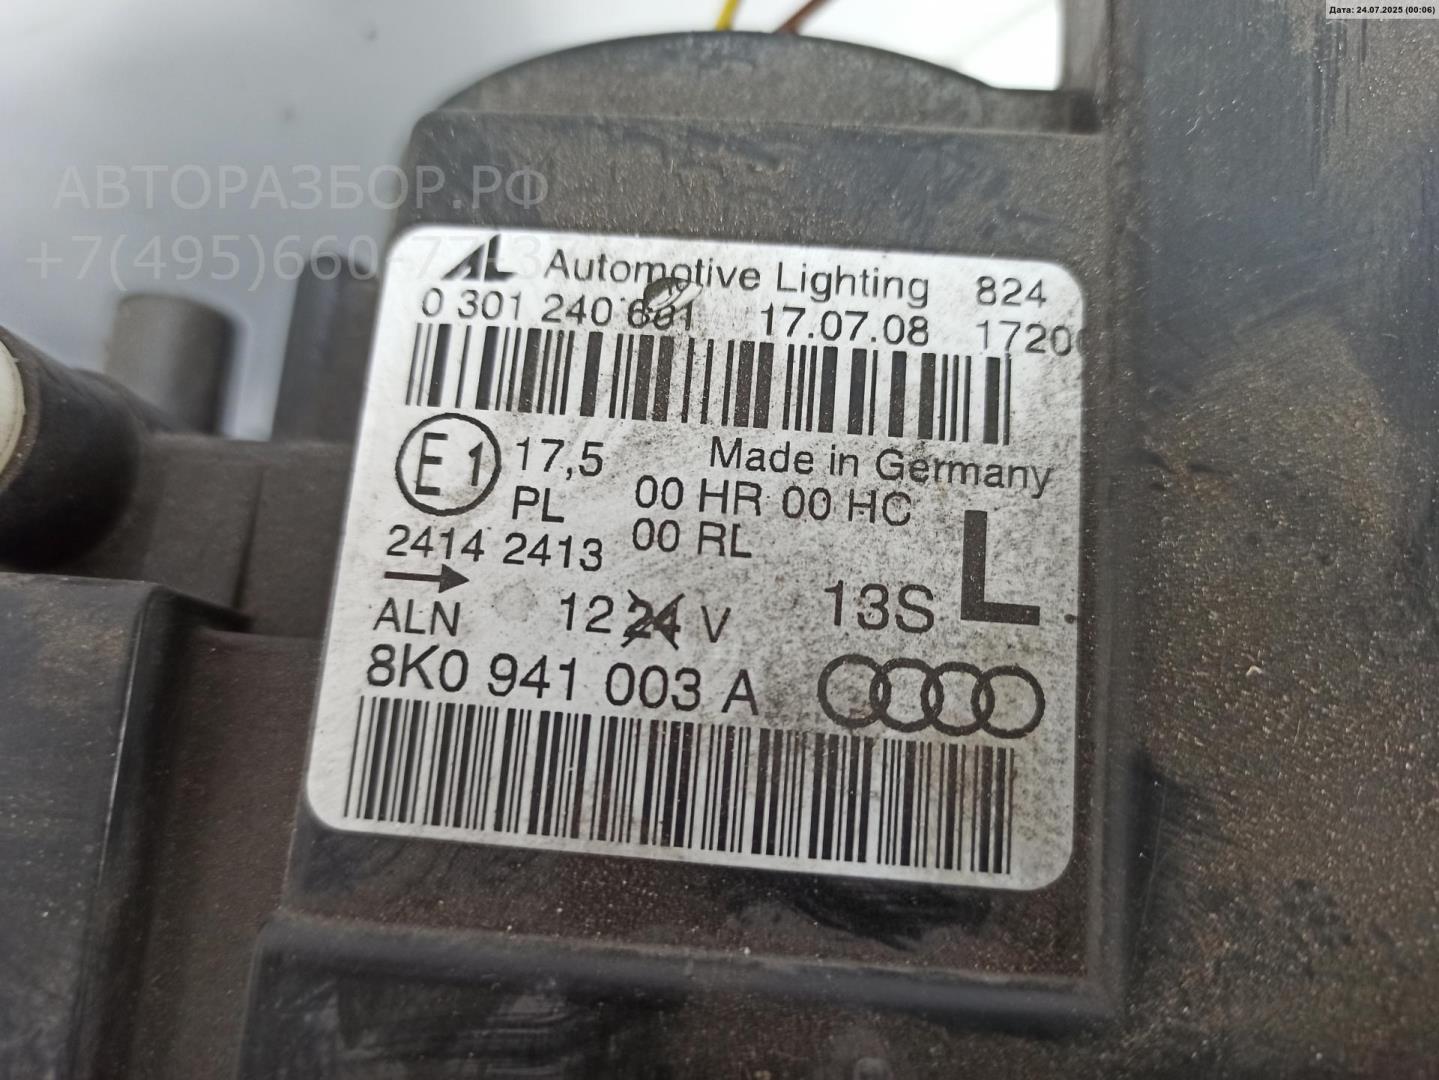 Дата: 24.07.2025 (00:06)
АВТОРАЗБОР.РФ
AL Automotive Lighting 824
0 301 240 601 17.07.08
E1 17,5 Made in Germany
PL 00 HR 00 HC
2414 2413 00 RL L
ALN 12 24 V 13S
8K0 941 003 A